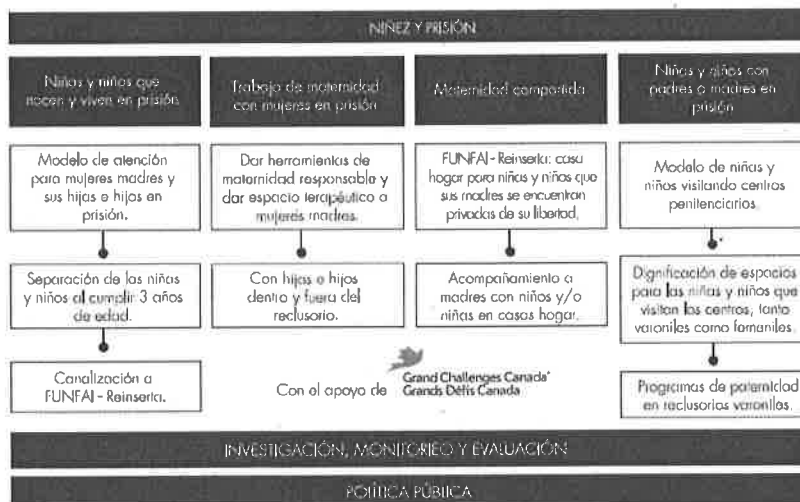 NIÑEZ Y PRISIÓN
Niñas y niños que
nacen y viven en prisión.
Modelo de atención
para mujeres madres y
sus hijas e hijos en
prisión.
Separación de las niñas
y niños al cumplir 3 años
de edad.
Canalización a
FUNFAI - Reinserta.
Trabajo de maternidad
con mujeres en prisión
Dar herramientas de
maternidad responsable y
dar espacio terapéutico a
mujeres madres.
Con hijas e hijos
dentro y fuera del
reclusorio.
Maternidad compartida
FUNFAI - Reinserta: casa
hogar para niñas y niños que
sus madres se encuentran
privadas de su libertad.
Acompañamiento a
madres con niños y/o
niñas en casas hogar.
Niñas y niños con
padres o madres en
prisión
Modelo de niñas y
niños visitando centros
penitenciarios.
Dignificación de espacios
para las niñas y niños que
visitan los centros, tanto
varoniles como femeniles.
Programas de paternidad
en reclusorios varoniles.
Con el apoyo de
Grand Challenges Canada®
Grands Défis Canada
INVESTIGACIÓN, MONITOREO Y EVALUACIÓN
POLÍTICA PÚBLICA